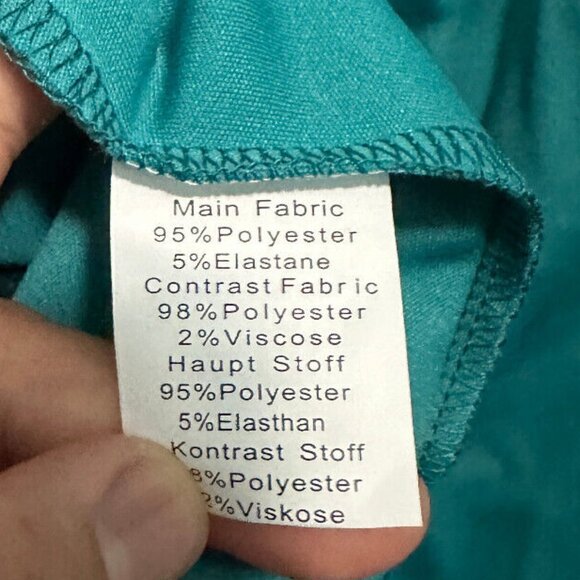 Main Fabric
95%Polyester
5%Elastane
Contrast Fabric
98%Polyester
2%Viscose
Haupt Stoff
95%Polyester
5%Elasthan
Kontrast Stoff
8%Polyester
2%Viskose